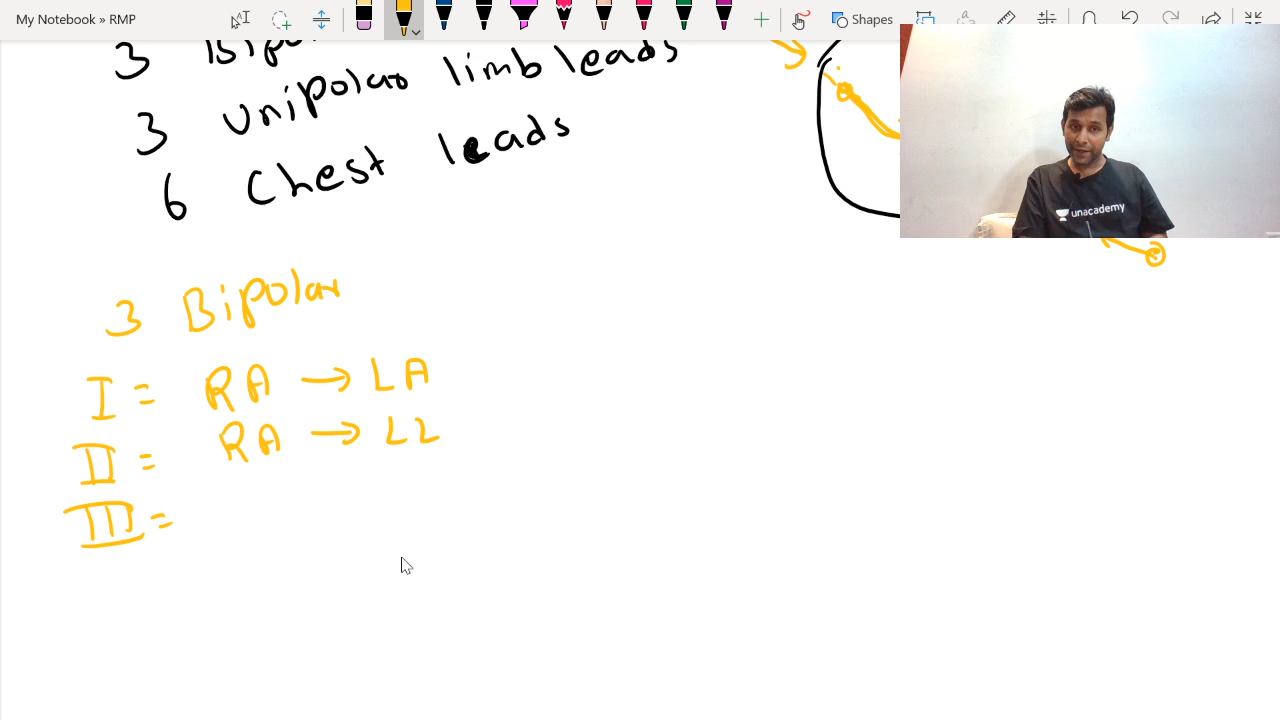 My Notebook » RMP
Shapes
3
3 Unipolar limb leads
6 Chest leads
unacademy
3 Bipolar
I = RA → LA
II = RA → LL
III =